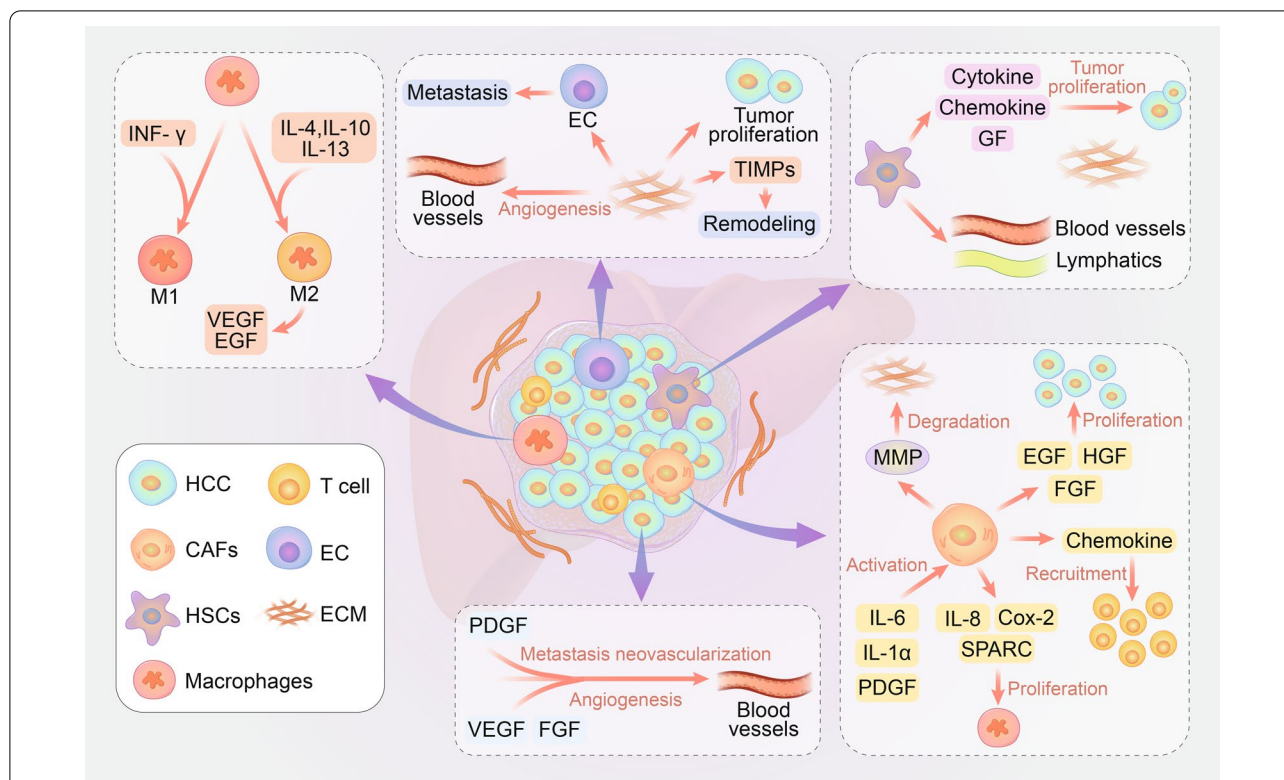 INF- γ
IL-4,IL-10
IL-13
M1
M2
VEGF
EGF
Metastasis
EC
Tumor
proliferation
Blood
vessels
Angiogenesis
TIMPs
Remodeling
Cytokine
Chemokine
GF
Tumor
proliferation
Blood vessels
Lymphatics
HCC
T cell
CAFs
EC
HSCs
ECM
Macrophages
PDGF
Metastasis neovascularization
Angiogenesis
VEGF FGF
Blood
vessels
Degradation
MMP
Proliferation
EGF HGF
FGF
Activation
Chemokine
Recruitment
IL-6
IL-1α
PDGF
IL-8 Cox-2
SPARC
Proliferation